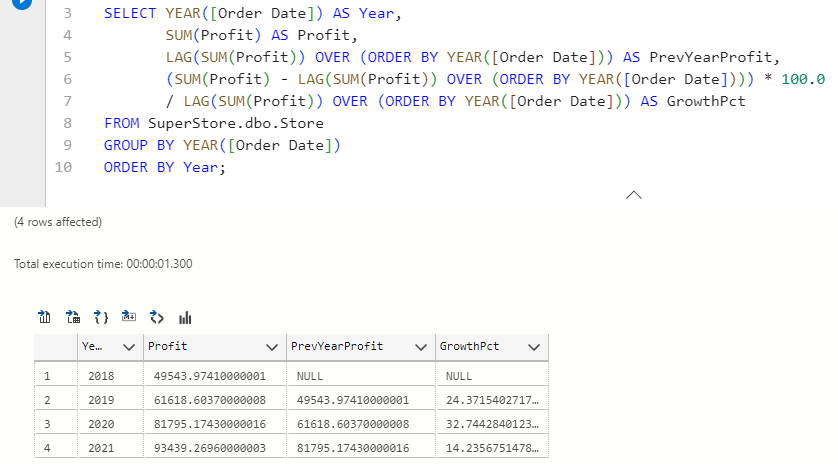 3 SELECT YEAR([Order Date]) AS Year,
4 SUM(Profit) AS Profit,
5 LAG(SUM(Profit)) OVER (ORDER BY YEAR([Order Date])) AS PrevYearProfit,
6 (SUM(Profit) - LAG(SUM(Profit)) OVER (ORDER BY YEAR([Order Date]))) * 100.0
7 / LAG(SUM(Profit)) OVER (ORDER BY YEAR([Order Date])) AS GrowthPct
8 FROM SuperStore.dbo.Store
9 GROUP BY YEAR([Order Date])
10 ORDER BY Year;
(4 rows affected)
Total execution time: 00:00:01.300
Ye… Profit PrevYearProfit GrowthPct
1 2018 49543.97410000001 NULL NULL
2 2019 61618.60370000008 49543.97410000001 24.3715402717…
3 2020 81795.17430000016 61618.60370000008 32.7442840123…
4 2021 93439.26960000003 81795.17430000016 14.2356751478…